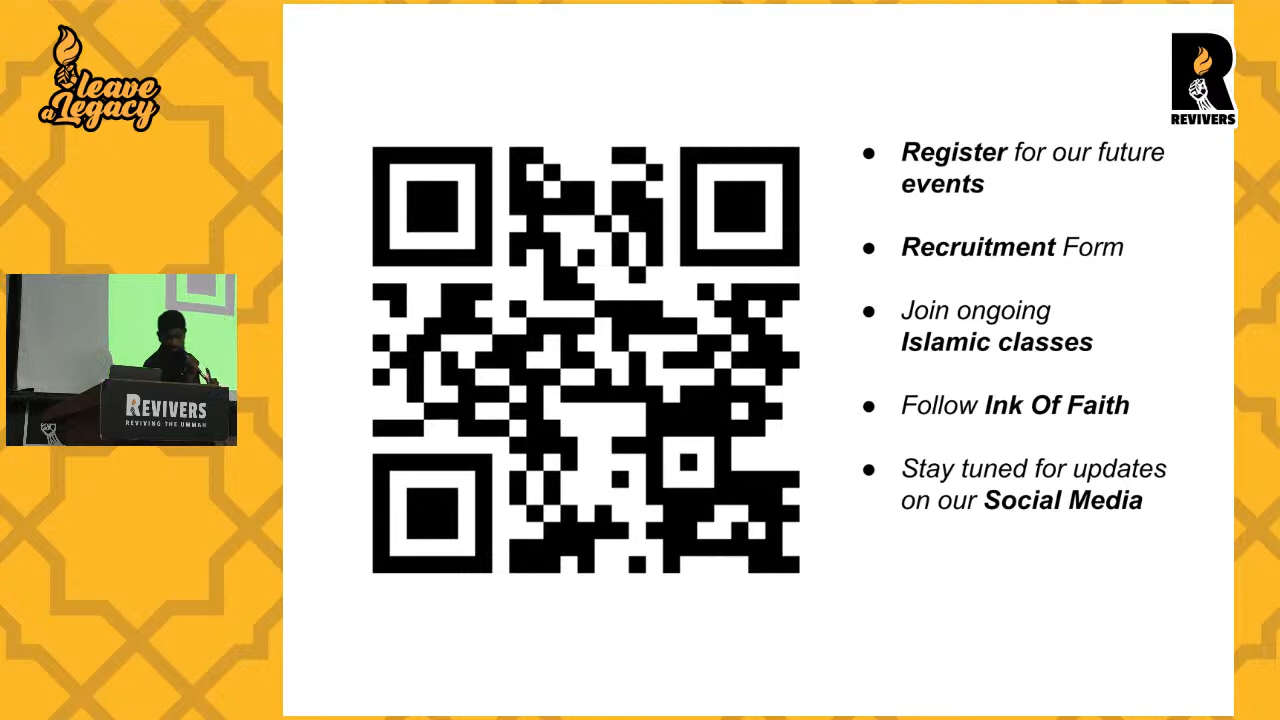 leave
a Legacy
REVIVERS
Register for our future
events
Recruitment Form
Join ongoing
Islamic classes
Follow Ink Of Faith
Stay tuned for updates
on our Social Media
REVIVERS
REVIVING THE UMMAH